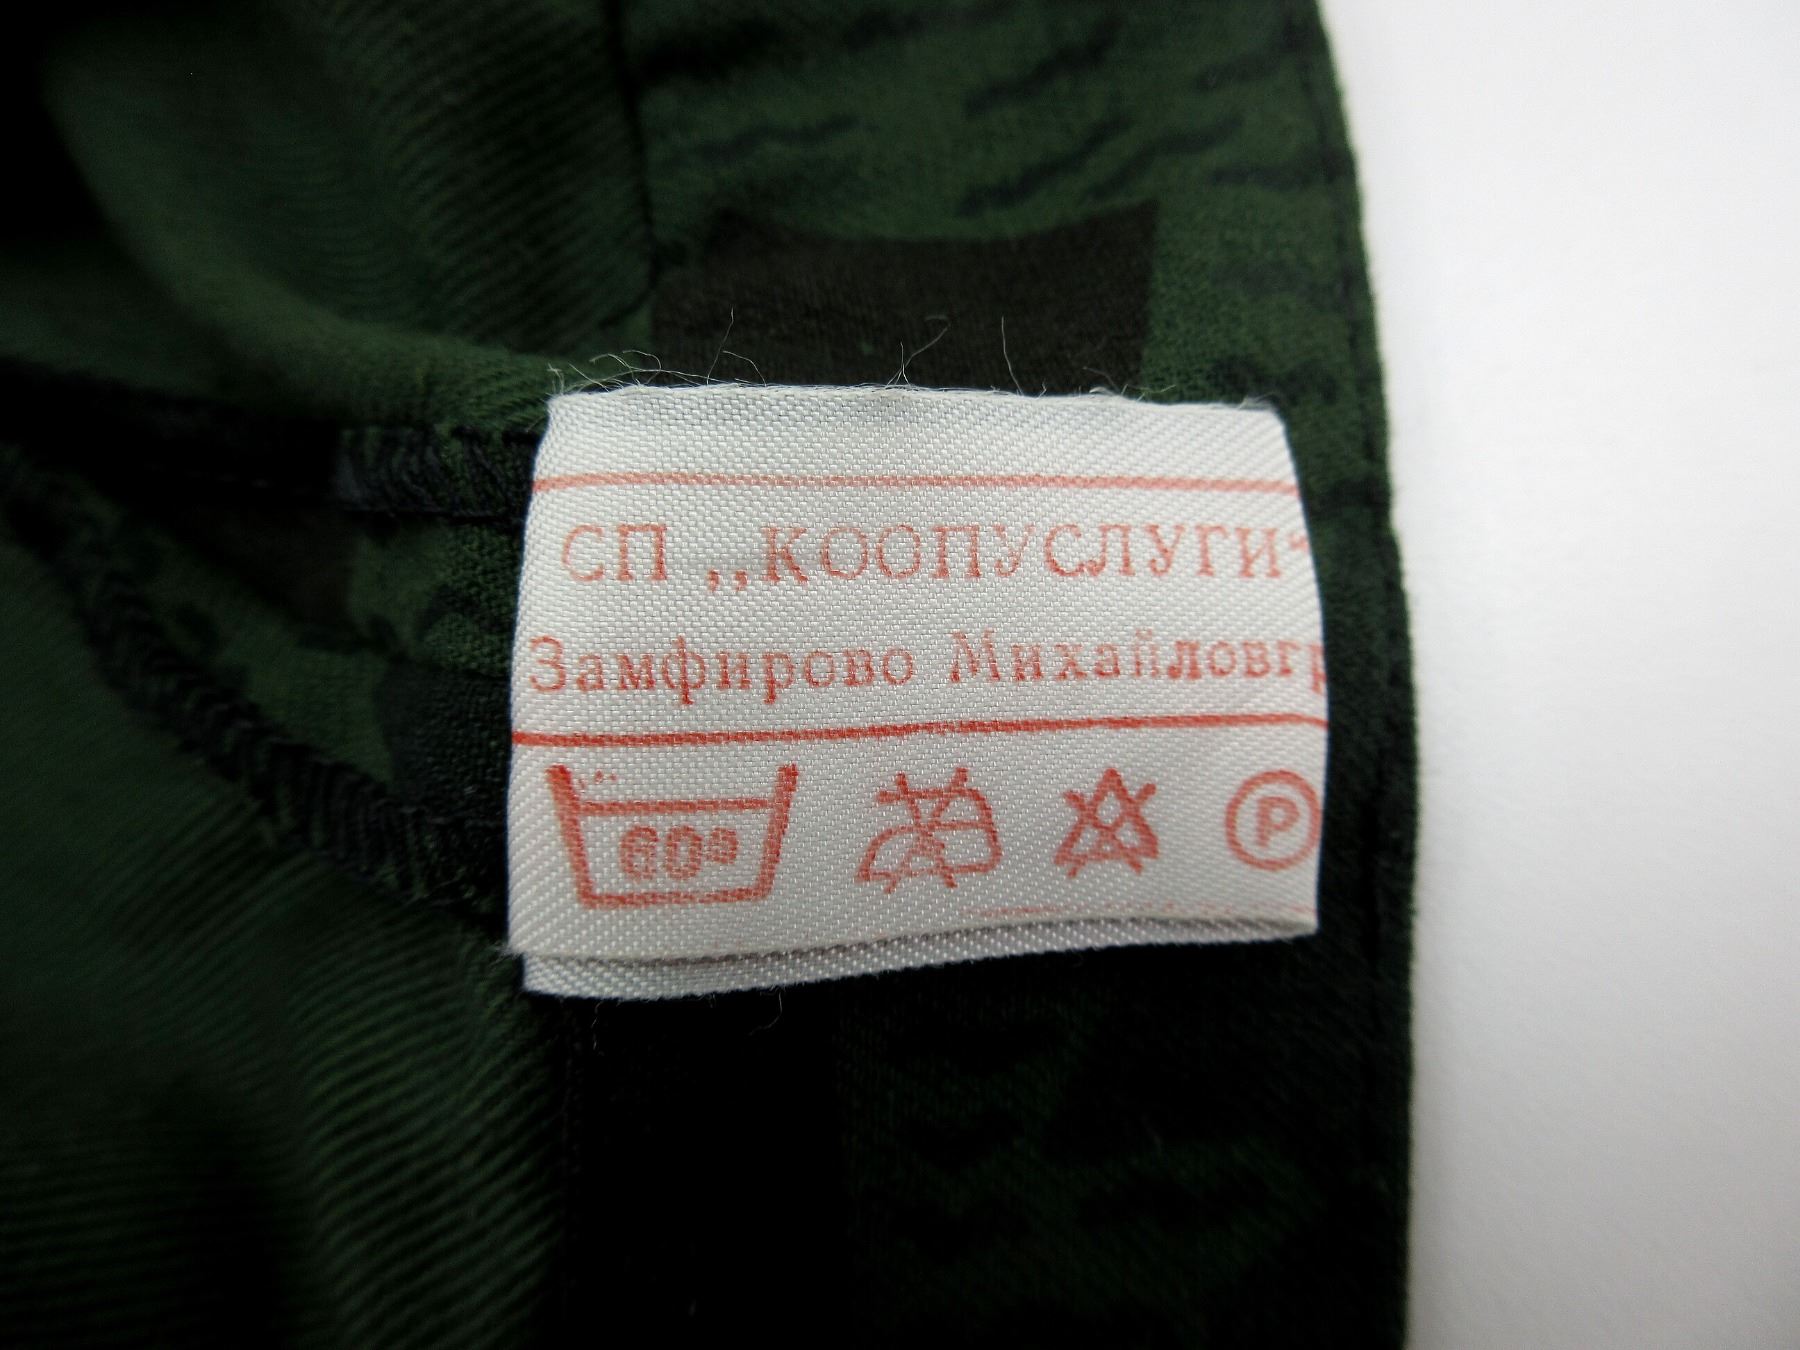 СП „КООПУСЛУГИ“
Замфирово Михайловгр
60°
P